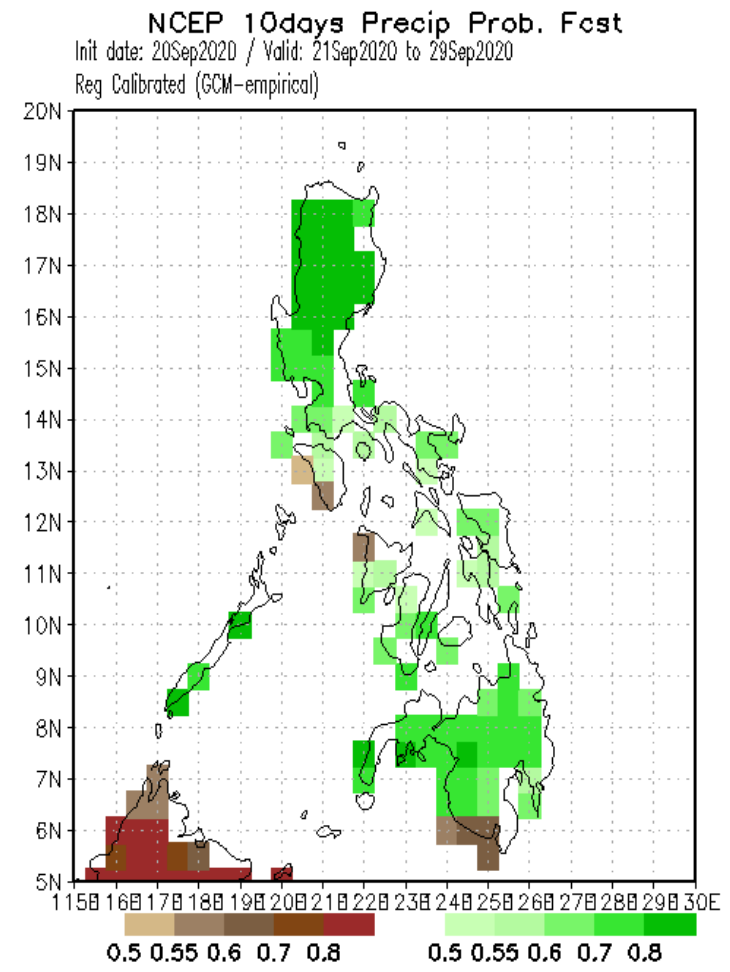 NCEP 10days Precip Prob. Fcst
Init date: 20Sep2020 / Valid: 21Sep2020 to 29Sep2020
Reg Calibrated (GCM-empirical)
20N
19N
18N
17N
16N
15N
14N
13N
12N
11N
10N
9N
8N
7N
6N
5N
115E 116E 117E 118E 119E 120E 121E 122E 123E 124E 125E 126E 127E 128E 129E 130E
0.5 0.55 0.6 0.7 0.8 0.5 0.55 0.6 0.7 0.8